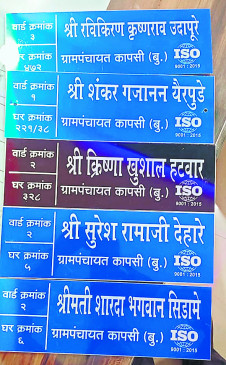 वार्ड क्रमांक
३
घर क्रमांक
४७२
श्री रविकिरण कृष्णराव उदापूरे
ग्रामपंचायत कापसी (बु.)
ISO
9001 : 2015
वार्ड क्रमांक
१
घर क्रमांक
२२१/३८
श्री शंकर गजानन थैरपुडे
ग्रामपंचायत कापसी (बु.)
ISO
9001 : 2015
वार्ड क्रमांक
२
घर क्रमांक
३२८
श्री क्रिष्णा खुशाल हटवार
ग्रामपंचायत कापसी (बु.)
ISO
9001 : 2015
वार्ड क्रमांक
२
घर क्रमांक
५
श्री सुरेश रामाजी देहारे
ग्रामपंचायत कापसी (बु.)
ISO
9001 : 2015
वार्ड क्रमांक
२
घर क्रमांक
६
श्रीमती शारदा भगवान सिडामे
ग्रामपंचायत कापसी (बु.)
ISO
9001 : 2015